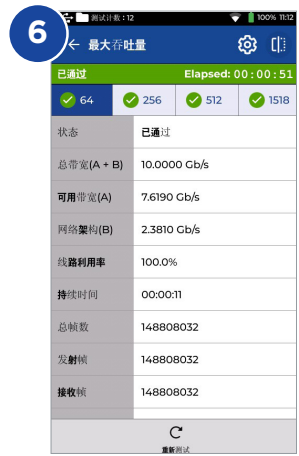 6
测试计数:12 100% 11:12
← 最大吞吐量
已通过 Elapsed: 00:00:51
64 256 512 1518
状态 已通过
总带宽(A + B) 10.0000 Gb/s
可用带宽(A) 7.6190 Gb/s
网络架构(B) 2.3810 Gb/s
线路利用率 100.0%
持续时间 00:00:11
总帧数 148808032
发射帧 148808032
接收帧 148808032
重新测试